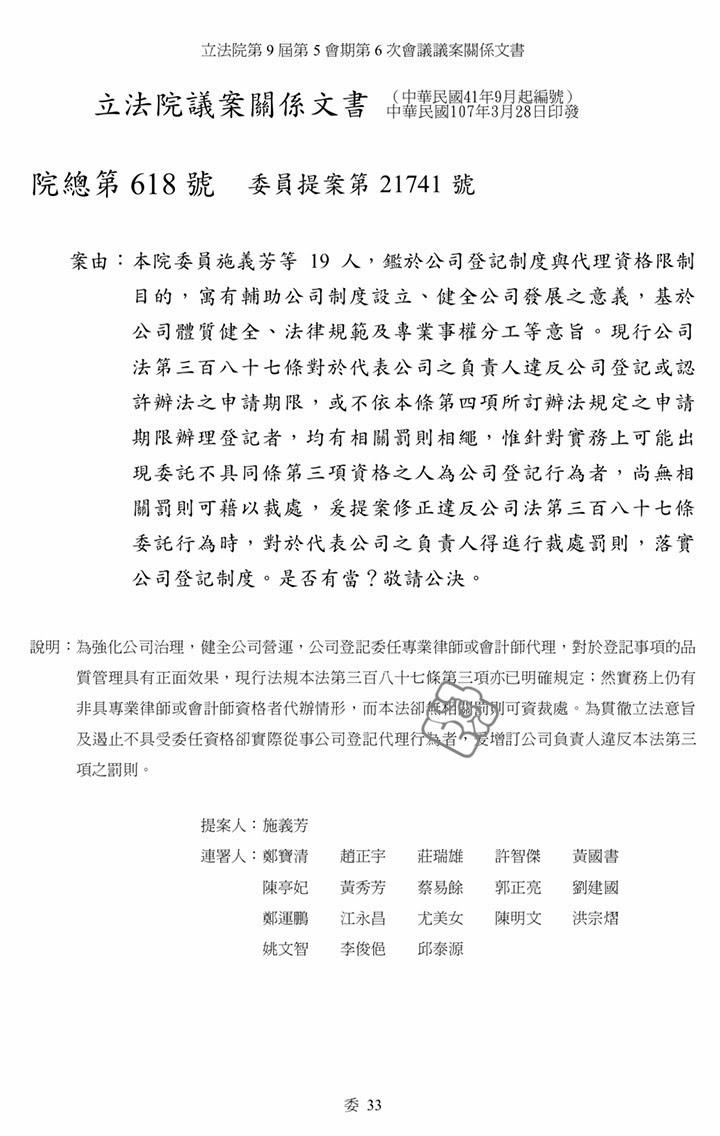 立法院第 9 屆第 5 會期第 6 次會議議案關係文書
立法院議案關係文書 （中華民國41年9月起編號）
中華民國107年3月28日印發
院總第 618 號　委員提案第 21741 號
案由：本院委員施義芳等 19 人，鑑於公司登記制度與代理資格限制
目的，寓有輔助公司制度設立、健全公司發展之意義，基於
公司體質健全、法律規範及專業事權分工等意旨。現行公司
法第三百八十七條對於代表公司之負責人違反公司登記或認
許辦法之申請期限，或不依本條第四項所訂辦法規定之申請
期限辦理登記者，均有相關罰則相繩，惟針對實務上可能出
現委託不具同條第三項資格之人為公司登記行為者，尚無相
關罰則可藉以裁處，爰提案修正違反公司法第三百八十七條
委託行為時，對於代表公司之負責人得進行裁處罰則，落實
公司登記制度。是否有當？敬請公決。
說明：為強化公司治理，健全公司營運，公司登記委任專業律師或會計師代理，對於登記事項的品
質管理具有正面效果，現行法規本法第三百八十七條第三項亦已明確規定；然實務上仍有
非具專業律師或會計師資格者代辦情形，而本法卻無相關罰則可資裁處。為貫徹立法意旨
及遏止不具受委任資格卻實際從事公司登記代理行為者，爰增訂公司負責人違反本法第三
項之罰則。
提案人：施義芳
連署人：鄭寶清　趙正宇　莊瑞雄　許智傑　黃國書
陳亭妃　黃秀芳　蔡易餘　郭正亮　劉建國
鄭運鵬　江永昌　尤美女　陳明文　洪宗熠
姚文智　李俊俋　邱泰源
委 33